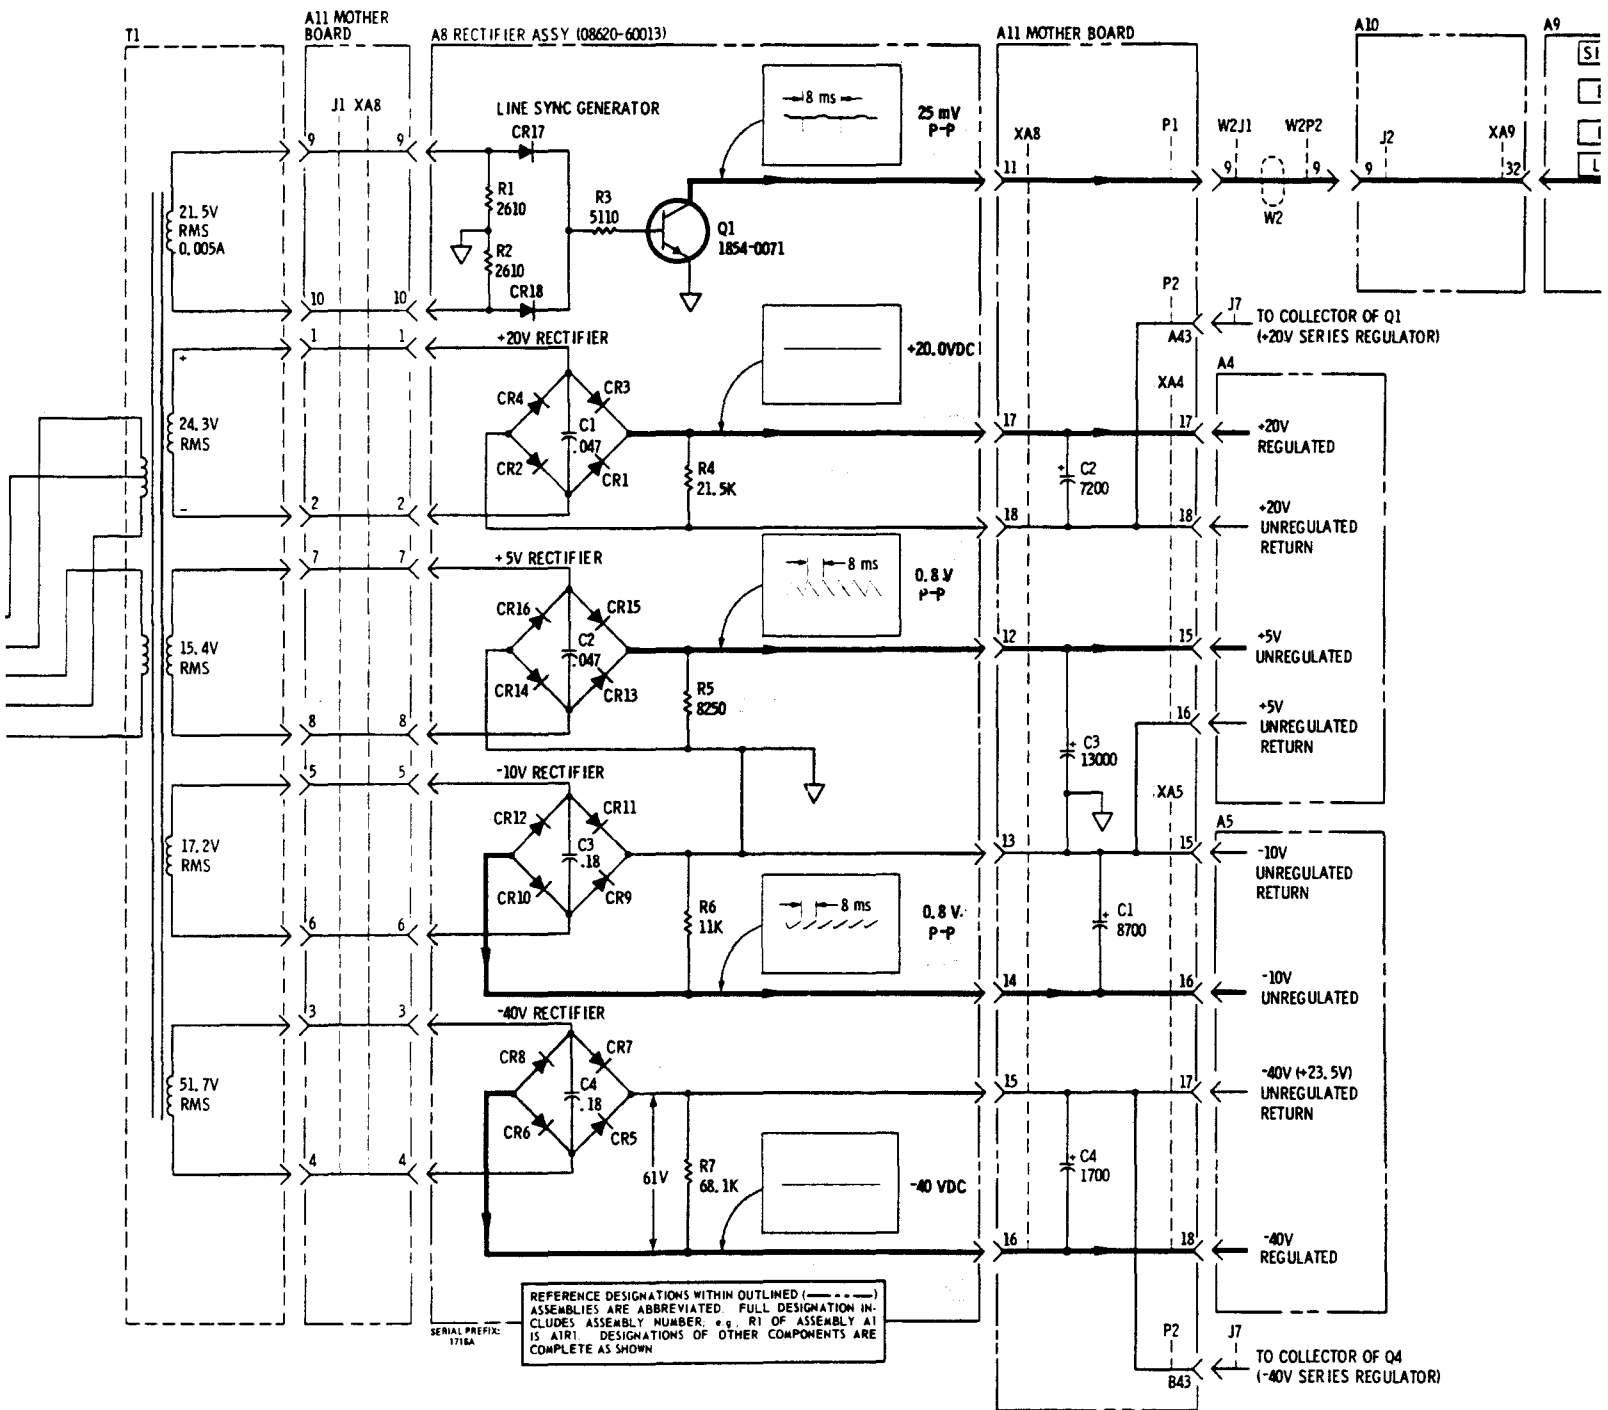 T1
A11 MOTHER
BOARD
A8 RECTIFIER ASSY (08620-60013)
A11 MOTHER BOARD
A10
A9
J1 XA8
LINE SYNC GENERATOR
8 ms
25 mV
P-P
XA8
P1
W2J1
W2P2
J2
XA9
9
9
CR17
11
9
9
9
32
21.5V
RMS
0.005A
R1
2610
R2
2610
R3
5110
Q1
1854-0071
W2
10
10
CR18
P2
J7
TO COLLECTOR OF Q1
(+20V SERIES REGULATOR)
A43
1
1
+20V RECTIFIER
+20.0VDC
XA4
A4
+
24.3V
RMS
-
CR4
CR3
C1
.047
CR2
CR1
R4
21.5K
17
17
+20V
REGULATED
+
C2
7200
2
2
18
18
+20V
UNREGULATED
RETURN
7
7
+5V RECTIFIER
8 ms
0.8V
P-P
15.4V
RMS
CR16
CR15
C2
.047
CR14
CR13
R5
8250
12
15
+5V
UNREGULATED
16
+5V
UNREGULATED
RETURN
8
8
+
C3
13000
5
5
-10V RECTIFIER
XA5
A5
17.2V
RMS
CR12
CR11
C3
.18
CR10
CR9
13
15
-10V
UNREGULATED
RETURN
R6
11K
8 ms
0.8 V
P-P
+
C1
8700
6
6
14
16
-10V
UNREGULATED
3
3
-40V RECTIFIER
51.7V
RMS
CR8
CR7
C4
.18
CR6
CR5
15
17
-40V (+23.5V)
UNREGULATED
RETURN
4
4
61V
R7
68.1K
-40 VDC
+
C4
1700
16
18
-40V
REGULATED
SERIAL PREFIX:
1718A
REFERENCE DESIGNATIONS WITHIN OUTLINED ( )
ASSEMBLIES ARE ABBREVIATED. FULL DESIGNATION IN-
CLUDES ASSEMBLY NUMBER; e.g., R1 OF ASSEMBLY A1
IS A1R1. DESIGNATIONS OF OTHER COMPONENTS ARE
COMPLETE AS SHOWN
P2
J7
TO COLLECTOR OF Q4
(-40V SERIES REGULATOR)
B43